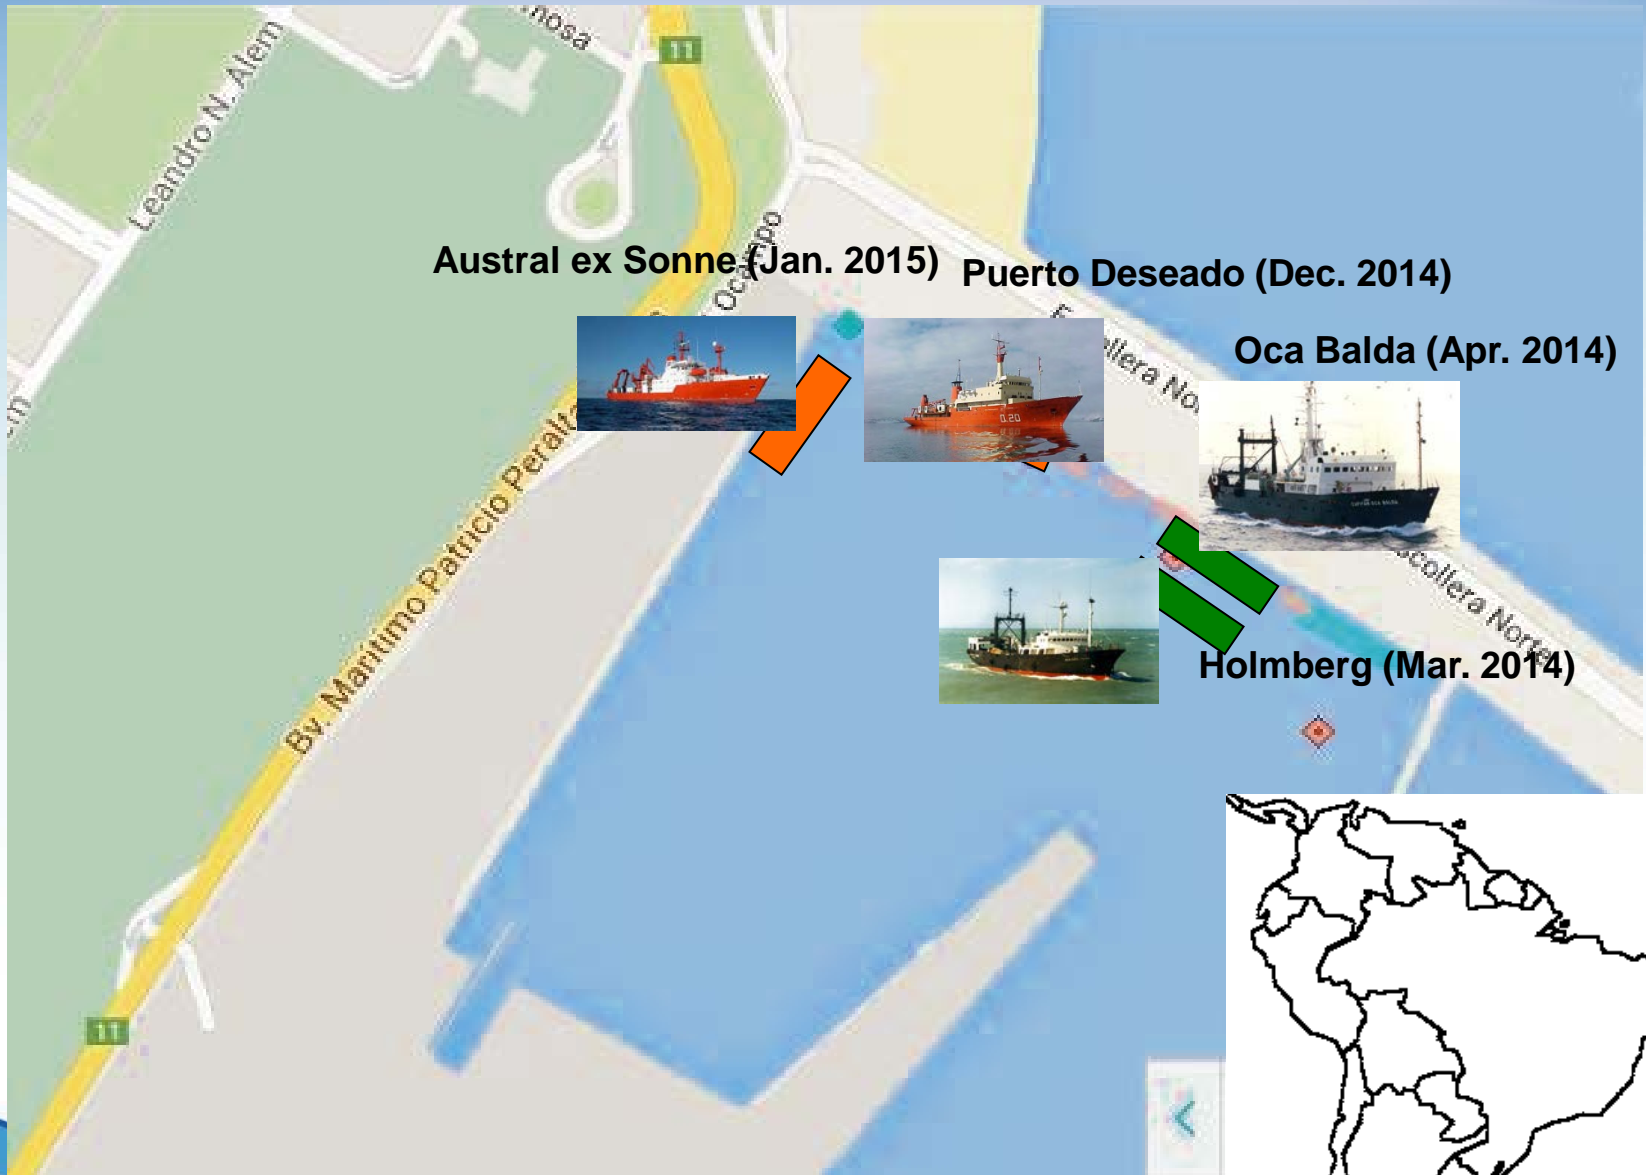 11
Leandro N. Alem
Austral ex Sonne (Jan. 2015)
Puerto Deseado (Dec. 2014)
Oca Balda (Apr. 2014)
Q 20
Bv. Marítimo Patricio Peralta
Escollera Norte
Holmberg (Mar. 2014)
11